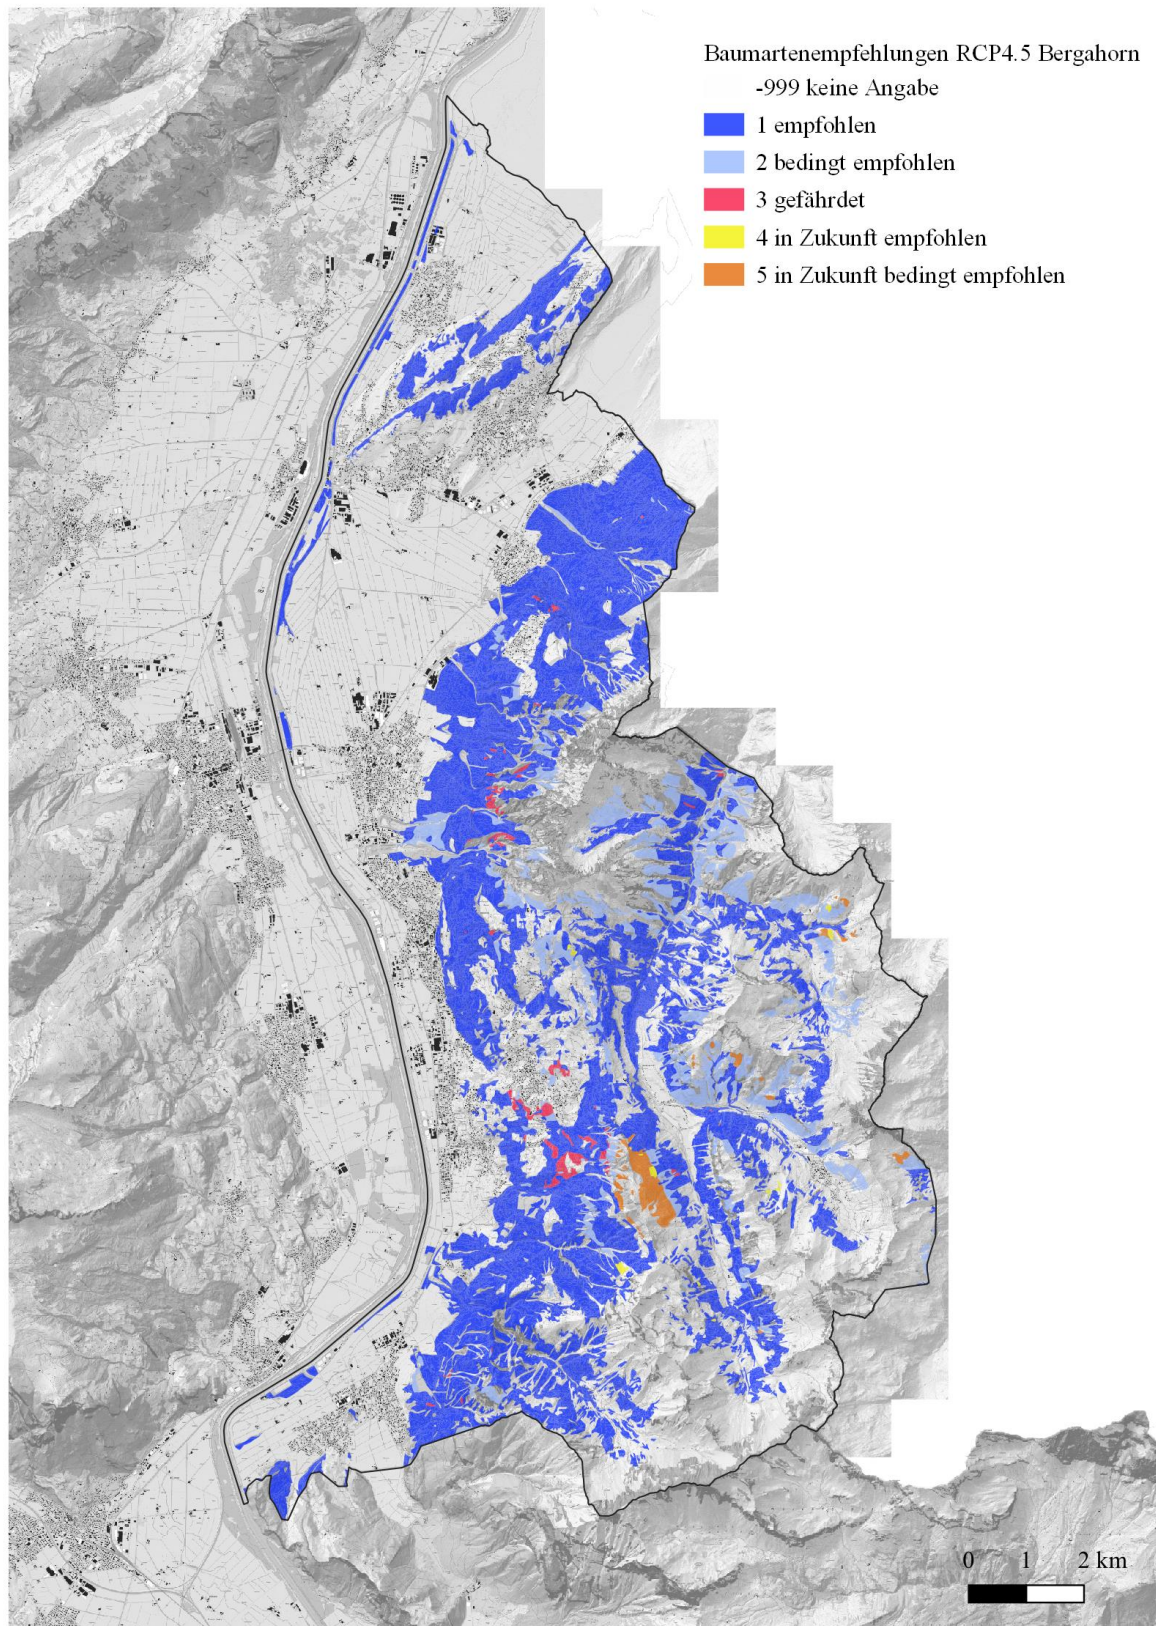 Baumartenempfehlungen RCP4.5 Bergahorn
-999 keine Angabe
1 empfohlen
2 bedingt empfohlen
3 gefährdet
4 in Zukunft empfohlen
5 in Zukunft bedingt empfohlen
0 1 2 km